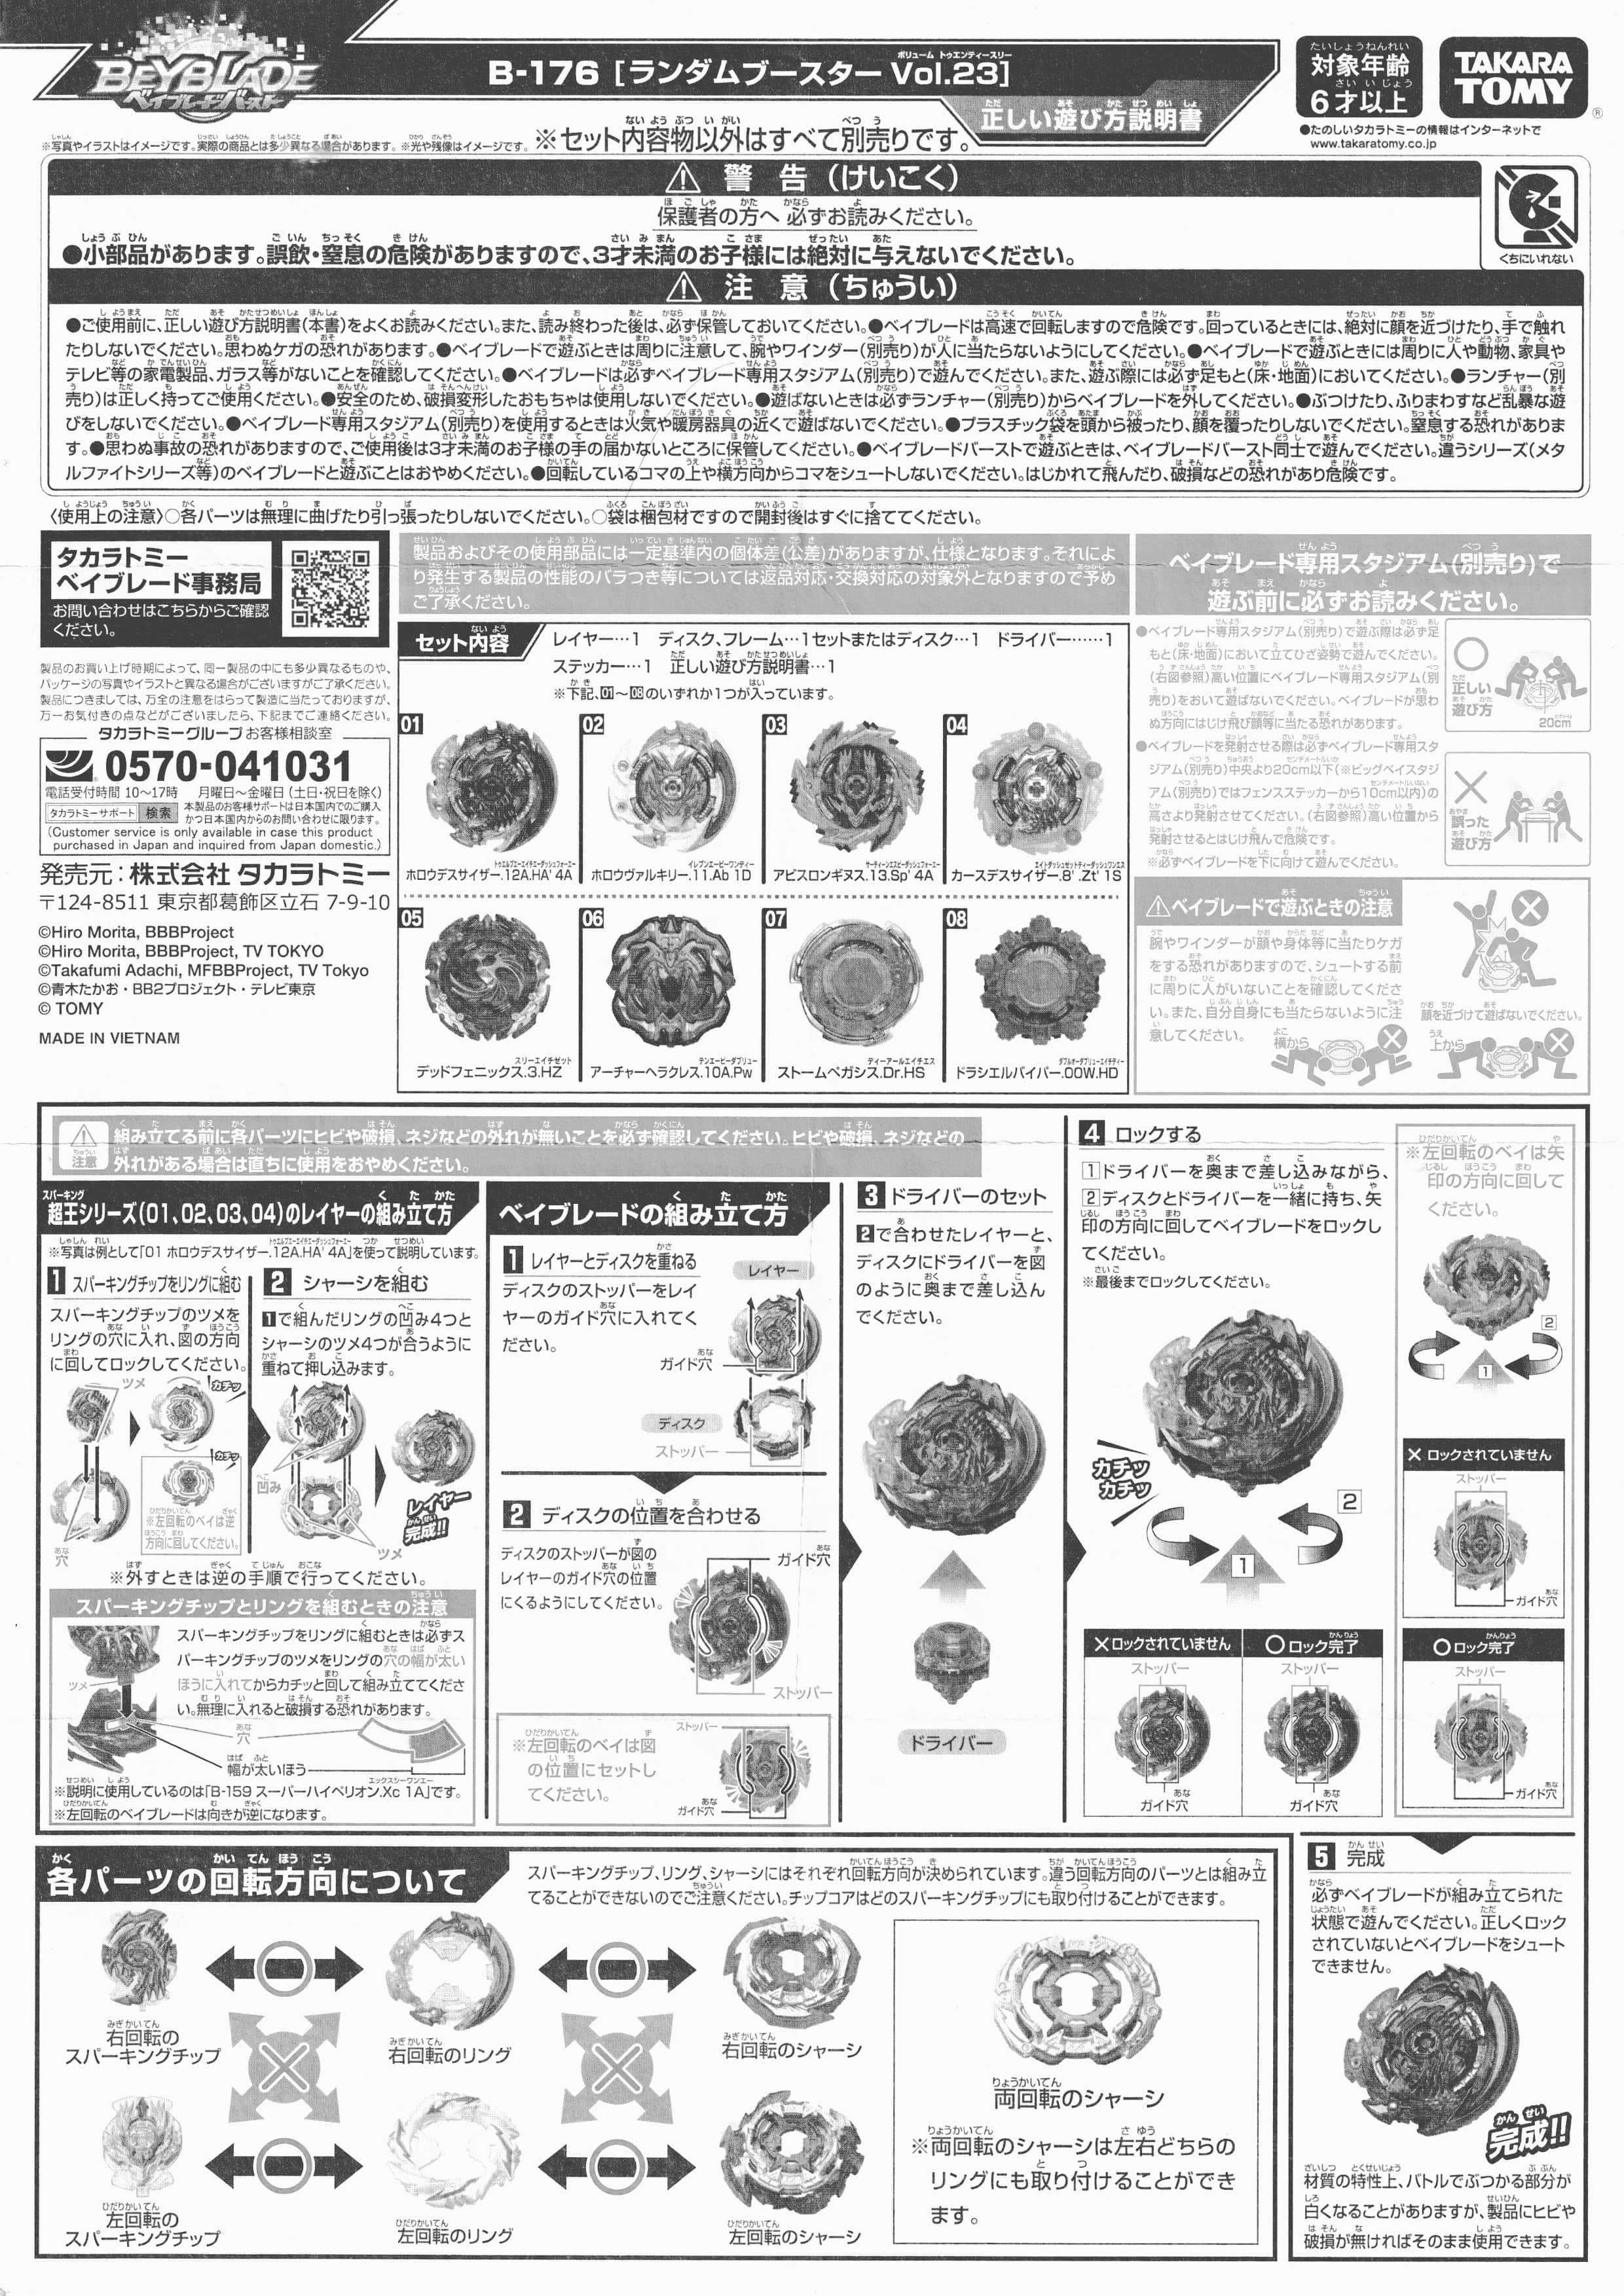 BEYBLADE
ベイブレードバースト
B-176 [ランダムブースター Vol.23]
正しい遊び方説明書
対象年齢
6才以上
TAKARA
TOMY
●たのしいタカラトミーの情報はインターネットで
www.takaratomy.co.jp
※写真やイラストはイメージです。実際の商品とは多少異なる場合があります。※光や残像はイメージです。※セット内容物以外はすべて別売りです。
⚠ 警 告 (けいこく)
保護者の方へ 必ずお読みください。
●小部品があります。誤飲・窒息の危険がありますので、3才未満のお子様には絶対に与えないでください。
くちにいれない
⚠ 注 意 (ちゅうい)
●ご使用前に、正しい遊び方説明書(本書)をよくお読みください。また、読み終わった後は、必ず保管しておいてください。●ベイブレードは高速で回転しますので危険です。回っているときには、絶対に顔を近づけたり、手で触れ
たりしないでください。思わぬケガの恐れがあります。●ベイブレードで遊ぶときは周りに注意して、腕やワインダー(別売り)が人に当たらないようにしてください。●ベイブレードで遊ぶときには周りに人や動物、家具や
テレビ等の家電製品、ガラス等がないことを確認してください。●ベイブレードは必ずベイブレード専用スタジアム(別売り)で遊んでください。また、遊ぶ際には必ず足もと(床・地面)においてください。●ランチャー(別
売り)は正しく持ってご使用ください。●安全のため、破損変形したおもちゃは使用しないでください。●遊ばないときは必ずランチャー(別売り)からベイブレードを外してください。●ぶつけたり、ふりまわすなど乱暴な遊
びをしないでください。●ベイブレード専用スタジアム(別売り)を使用するときは火気や暖房器具の近くで遊ばないでください。●プラスチック袋を頭から被ったり、顔を覆ったりしないでください。窒息する恐れがありま
す。●思わぬ事故の恐れがありますので、ご使用後は3才未満のお子様の手の届かないところに保管してください。●ベイブレードバーストで遊ぶときは、ベイブレードバースト同士で遊んでください。違うシリーズ(メタ
ルファイトシリーズ等)のベイブレードと遊ぶことはおやめください。●回転しているコマの上や横方向からコマをシュートしないでください。はじかれて飛んだり、破損などの恐れがあり危険です。
〈使用上の注意〉○各パーツは無理に曲げたり引っ張ったりしないでください。○袋は梱包材ですので開封後はすぐに捨ててください。
タカラトミー
ベイブレード事務局
お問い合わせはこちらからご確認
ください。
製品のお買い上げ時期によって、同一製品の中にも多少異なるものや、
パッケージの写真やイラストと異なる場合がございますがご了承ください。
製品につきましては、万全の注意をはらって製造に当たっておりますが、
万一お気付きの点などがございましたら、下記までご連絡ください。
タカラトミーグループ お客様相談室
0570-041031
電話受付時間 10〜17時 月曜日〜金曜日(土日・祝日を除く)
タカラトミーサポート 検索
本製品のお客様サポートは日本国内でのご購入
かつ日本国内からのお問い合わせに限ります。
(Customer service is only available in case this product
purchased in Japan and inquired from Japan domestic.)
発売元:株式会社 タカラトミー
〒124-8511 東京都葛飾区立石 7-9-10
©Hiro Morita, BBBProject
©Hiro Morita, BBBProject, TV TOKYO
©Takafumi Adachi, MFBBProject, TV Tokyo
©青木たかお・BB2プロジェクト・テレビ東京
© TOMY
MADE IN VIETNAM
製品およびその使用部品には一定基準内の個体差(公差)がありますが、仕様となります。それによ
り発生する製品の性能のバラつき等については返品対応・交換対応の対象外となりますので予め
ご了承ください。
セット内容
レイヤー…1 ディスク、フレーム…1セットまたはディスク…1 ドライバー……1
ステッカー…1 正しい遊び方説明書…1
※下記、01〜08のいずれか1つが入っています。
01
ホロウデスサイザー.12A.HA' 4A
02
ホロウヴァルキリー.11.Ab 1D
03
アビスロンギヌス.13.Sp' 4A
04
カースデスサイザー.8'.Zt' 1S
05
デッドフェニックス.3.HZ
06
アーチャーヘラクレス.10A.Pw
07
ストームペガシス.Dr.HS
08
ドラシエルバイパー.00W.HD
ベイブレード専用スタジアム(別売り)で
遊ぶ前に必ずお読みください。
●ベイブレード専用スタジアム(別売り)で遊ぶ際は必ず足
もと(床・地面)において立てひざ姿勢で遊んでください。
(右図参照)高い位置にベイブレード専用スタジアム(別
売り)をおいて遊ばないでください。ベイブレードが思わ
ぬ方向にはじけ飛び顔等に当たる恐れがあります。
●ベイブレードを発射させる際は必ずベイブレード専用スタ
ジアム(別売り)中央より20cm以下(※ビッグベイスタジ
アム(別売り)ではフェンスステッカーから10cm以内)の
高さより発射させてください。(右図参照)高い位置から
発射させるとはじけ飛んで危険です。
※必ずベイブレードを下に向けて遊んでください。
正しい
遊び方
20cm
誤った
遊び方
⚠ベイブレードで遊ぶときの注意
腕やワインダーが顔や身体等に当たりケガ
をする恐れがありますので、シュートする前
に周りに人がいないことを確認してくださ
い。また、自分自身にも当たらないように注
意してください。
顔を近づけて遊ばないでください。
横から
上から
注意
組み立てる前に各パーツにヒビや破損、ネジなどの外れが無いことを必ず確認してください。ヒビや破損、ネジなどの
外れがある場合は直ちに使用をおやめください。
超王シリーズ(01、02、03、04)のレイヤーの組み立て方
※写真は例として「01 ホロウデスサイザー.12A.HA' 4A」を使って説明しています。
1 スパーキングチップをリングに組む
スパーキングチップのツメを
リングの穴に入れ、図の方向
に回してロックしてください。
ツメ
カチッ
カチッ
※左回転のベイは逆
方向に回してください。
穴
2 シャーシを組む
1で組んだリングの凹み4つと
シャーシのツメ4つが合うように
重ねて押し込みます。
凹み
ツメ
レイヤー
完成!!
※外すときは逆の手順で行ってください。
スパーキングチップとリングを組むときの注意
スパーキングチップをリングに組むときは必ずス
パーキングチップのツメをリングの穴の幅が太い
ほうに入れてからカチッと回して組み立ててくださ
い。無理に入れると破損する恐れがあります。
ツメ
穴
幅が太いほう
※説明に使用しているのは「B-159 スーパーハイペリオン.Xc 1A」です。
※左回転のベイブレードは向きが逆になります。
ベイブレードの組み立て方
1 レイヤーとディスクを重ねる
ディスクのストッパーをレイ
ヤーのガイド穴に入れてく
ださい。
レイヤー
ガイド穴
ディスク
ストッパー
2 ディスクの位置を合わせる
ディスクのストッパーが図の
レイヤーのガイド穴の位置
にくるようにしてください。
ガイド穴
ストッパー
※左回転のベイは図
の位置にセットし
てください。
ストッパー
ガイド穴
3 ドライバーのセット
2で合わせたレイヤーと、
ディスクにドライバーを図
のように奥まで差し込ん
でください。
ドライバー
4 ロックする
1ドライバーを奥まで差し込みながら、
2ディスクとドライバーを一緒に持ち、矢
印の方向に回してベイブレードをロックし
てください。
※最後までロックしてください。
カチッ
カチッ
1
2
×ロックされていません
ストッパー
ガイド穴
○ロック完了
ストッパー
ガイド穴
※左回転のベイは矢
印の方向に回して
ください。
2
1
×ロックされていません
ストッパー
ガイド穴
○ロック完了
ストッパー
ガイド穴
5 完成
必ずベイブレードが組み立てられた
状態で遊んでください。正しくロック
されていないとベイブレードをシュート
できません。
完成!!
材質の特性上、バトルでぶつかる部分が
白くなることがありますが、製品にヒビや
破損が無ければそのまま使用できます。
各パーツの回転方向について
スパーキングチップ、リング、シャーシにはそれぞれ回転方向が決められています。違う回転方向のパーツとは組み立
てることができないのでご注意ください。チップコアはどのスパーキングチップにも取り付けることができます。
右回転の
スパーキングチップ
右回転のリング
右回転のシャーシ
左回転の
スパーキングチップ
左回転のリング
左回転のシャーシ
両回転のシャーシ
※両回転のシャーシは左右どちらの
リングにも取り付けることができ
ます。